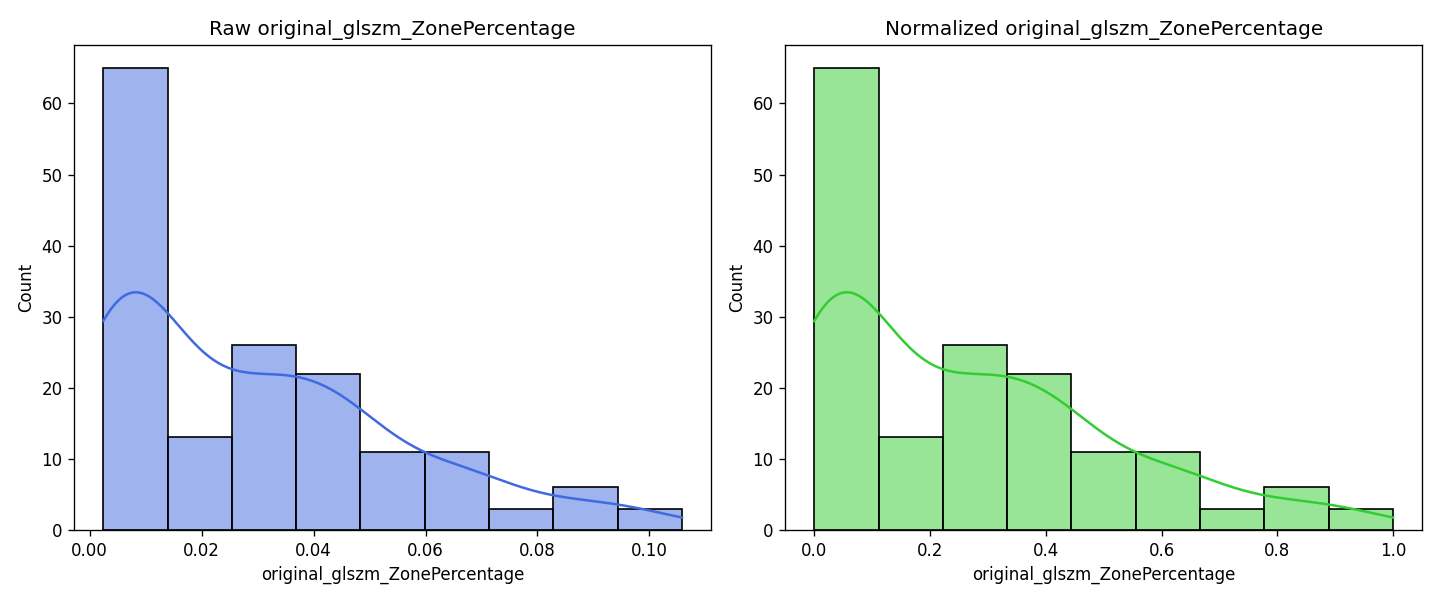 Raw original_glszm_ZonePercentage
Count
60
50
40
30
20
10
0
0.00 0.02 0.04 0.06 0.08 0.10
original_glszm_ZonePercentage
Normalized original_glszm_ZonePercentage
Count
60
50
40
30
20
10
0
0.0 0.2 0.4 0.6 0.8 1.0
original_glszm_ZonePercentage